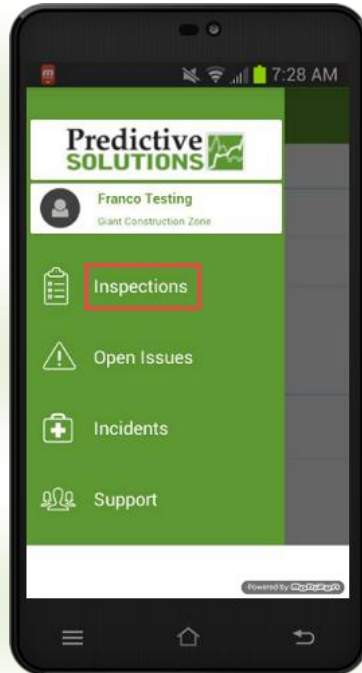 7:28 AM
Predictive
SOLUTIONS
Franco Testing
Giant Construction Zone
Inspections
Open Issues
Incidents
Support
Powered by